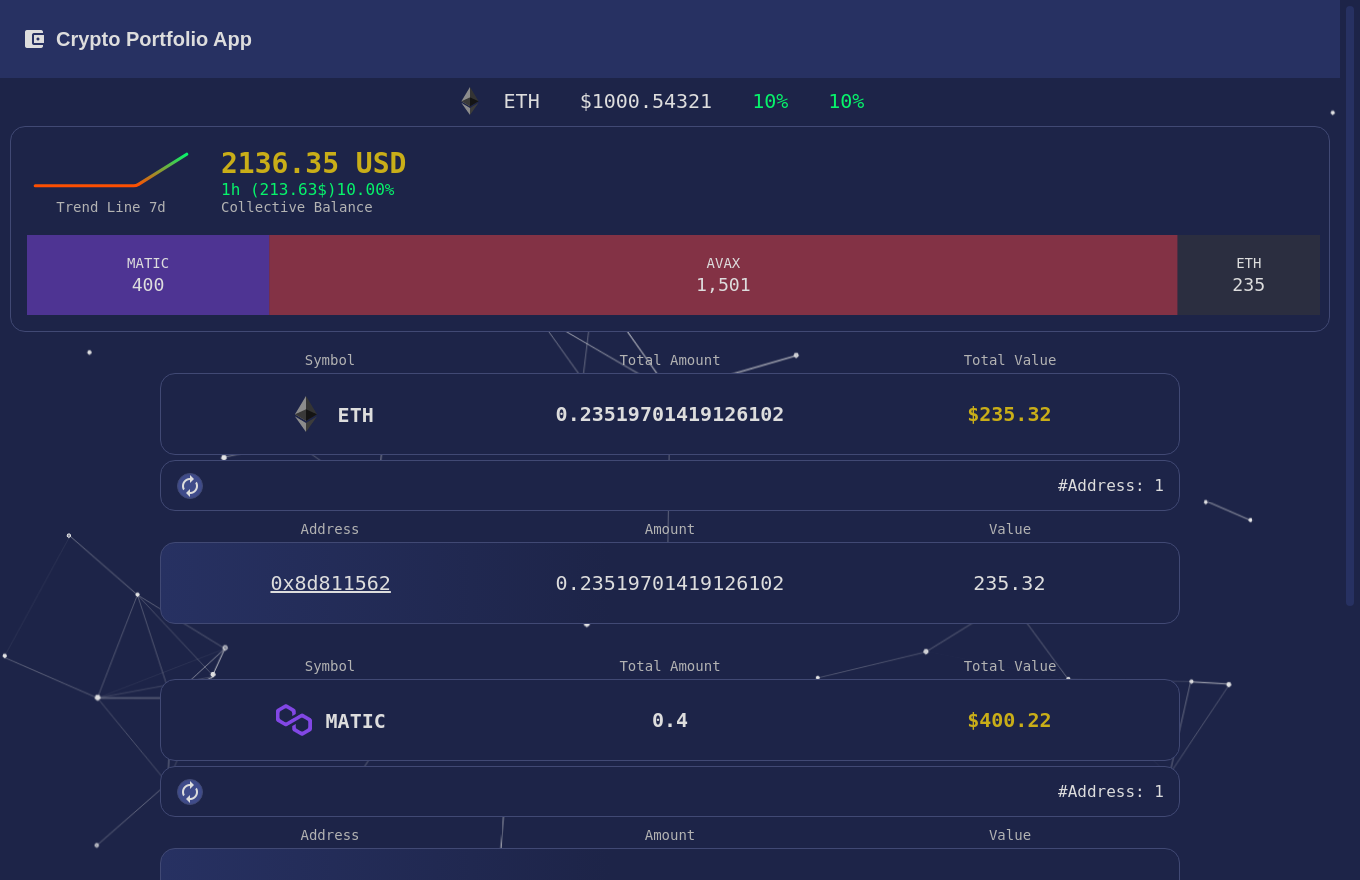 Crypto Portfolio App
ETH $1000.54321 10% 10%
2136.35 USD
1h (213.63$)10.00%
Trend Line 7d
Collective Balance
MATIC
400
AVAX
1,501
ETH
235
Symbol Total Amount Total Value
ETH 0.23519701419126102 $235.32
#Address: 1
Address Amount Value
0x8d811562 0.23519701419126102 235.32
Symbol Total Amount Total Value
MATIC 0.4 $400.22
#Address: 1
Address Amount Value